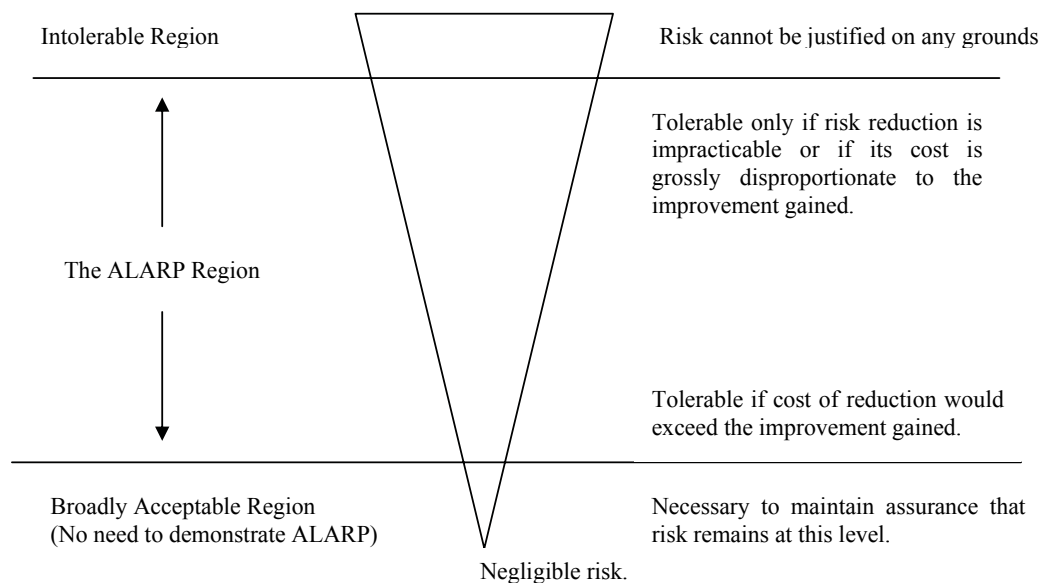 Intolerable Region
Risk cannot be justified on any grounds
Tolerable only if risk reduction is
impracticable or if its cost is
grossly disproportionate to the
improvement gained.
The ALARP Region
Tolerable if cost of reduction would
exceed the improvement gained.
Broadly Acceptable Region
(No need to demonstrate ALARP)
Necessary to maintain assurance that
risk remains at this level.
Negligible risk.